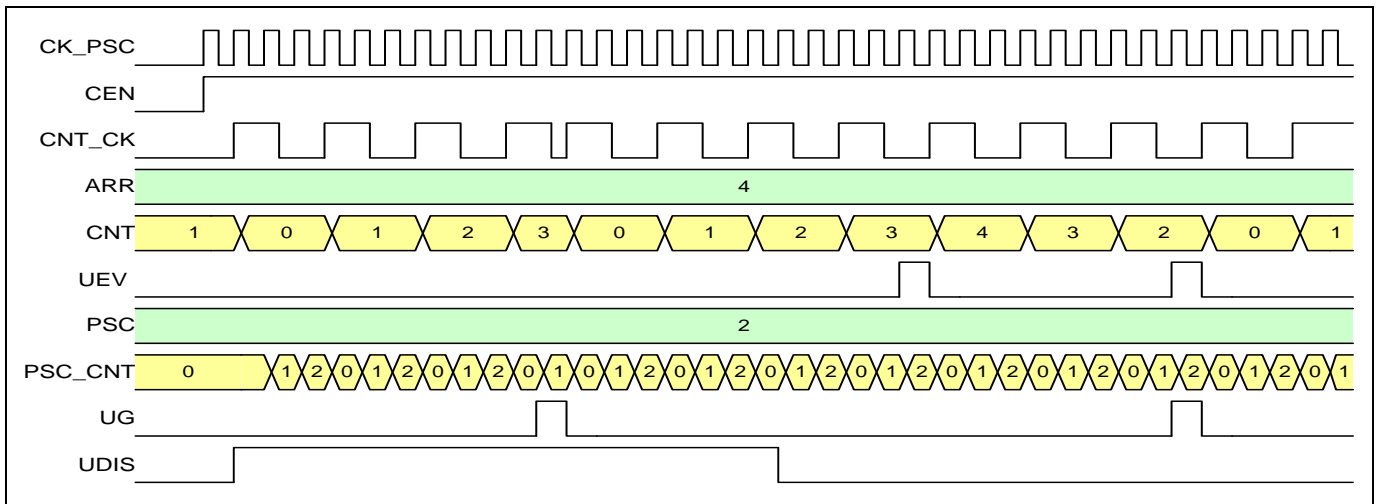 CK_PSC
CEN
CNT_CK
ARR 4
CNT 1 0 1 2 3 0 1 2 3 4 3 2 0 1
UEV
PSC 2
PSC_CNT 0 1 2 0 1 2 0 1 2 0 1 0 1 2 0 1 2 0 1 2 0 1 2 0 1 2 0 1 2 0 1 2 0 1 2 0 1
UG
UDIS